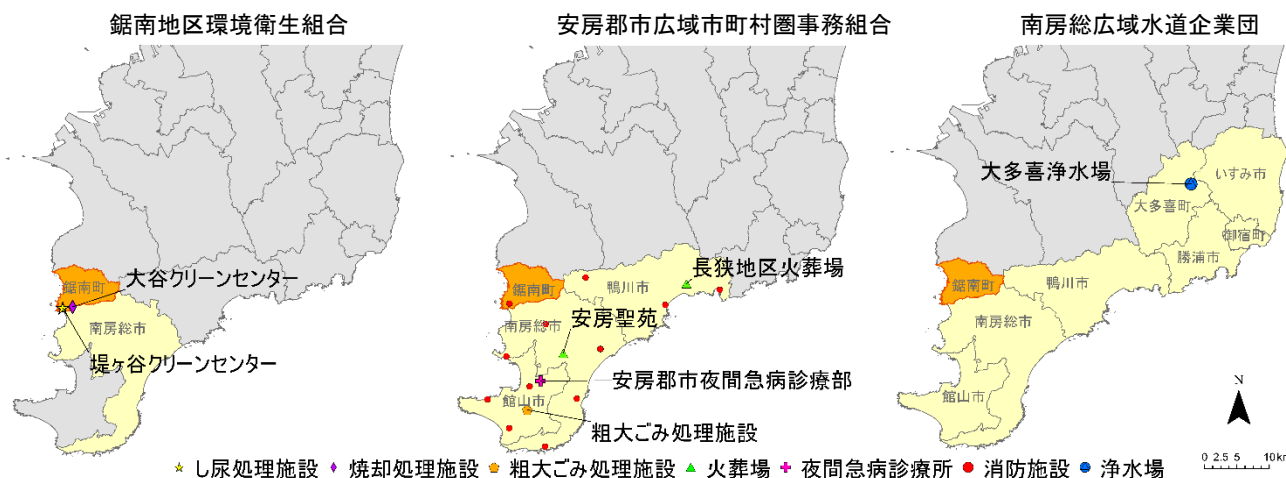 鋸南地区環境衛生組合
安房郡市広域市町村圏事務組合
南房総広域水道企業団
大谷クリーンセンター
鋸南町
南房総市
堤ヶ谷クリーンセンター
長狭地区火葬場
鴨川市
鋸南町
南房総市
安房聖苑
安房郡市夜間急病診療部
館山市
粗大ごみ処理施設
大多喜浄水場
いすみ市
大多喜町
御宿町
勝浦市
鴨川市
鋸南町
南房総市
館山市
N
し尿処理施設 焼却処理施設 粗大ごみ処理施設 火葬場 夜間急病診療所 消防施設 浄水場
0 2.5 5 10km